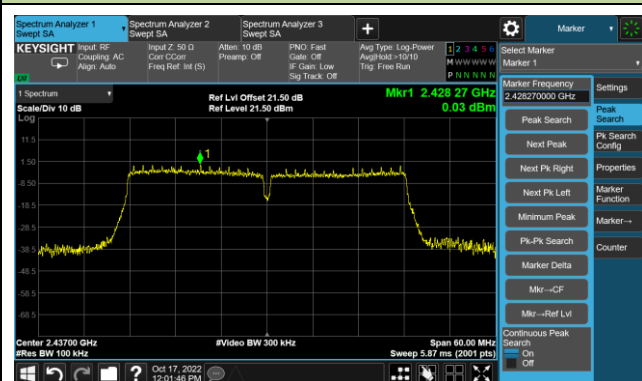 Spectrum Analyzer 1
Swept SA
Spectrum Analyzer 2
Swept SA
Spectrum Analyzer 3
Swept SA
+
Marker
KEYSIGHT
Input: RF
Coupling: AC
Align: Auto
Input Z: 50 Ω
Corr CCorr
Freq Ref: Int (S)
Atten: 10 dB
Preamp: Off
PNO: Fast
Gate: Off
IF Gain: Low
Sig Track: Off
Avg Type: Log-Power
Avg|Hold:>10/10
Trig: Free Run
1 2 3 4 5 6
M W W W W W
P N N N N N
Select Marker
Marker 1
1 Spectrum
Scale/Div 10 dB
Log
Ref Lvl Offset 21.50 dB
Ref Level 21.50 dBm
Mkr1 2.428 27 GHz
0.03 dBm
11.5
1.50
-8.50
-18.5
-28.5
-38.5
-48.5
-58.5
-68.5
1
Center 2.43700 GHz
#Res BW 100 kHz
#Video BW 300 kHz
Span 60.00 MHz
Sweep 5.87 ms (2001 pts)
Marker Frequency
2.428270000 GHz
Peak Search
Next Peak
Next Pk Right
Next Pk Left
Minimum Peak
Pk-Pk Search
Marker Delta
Mkr→CF
Mkr→Ref Lvl
Continuous Peak
Search
On
Off
Settings
Peak
Search
Pk Search
Config
Properties
Marker
Function
Marker→
Counter
?
Oct 17, 2022
12:01:46 PM